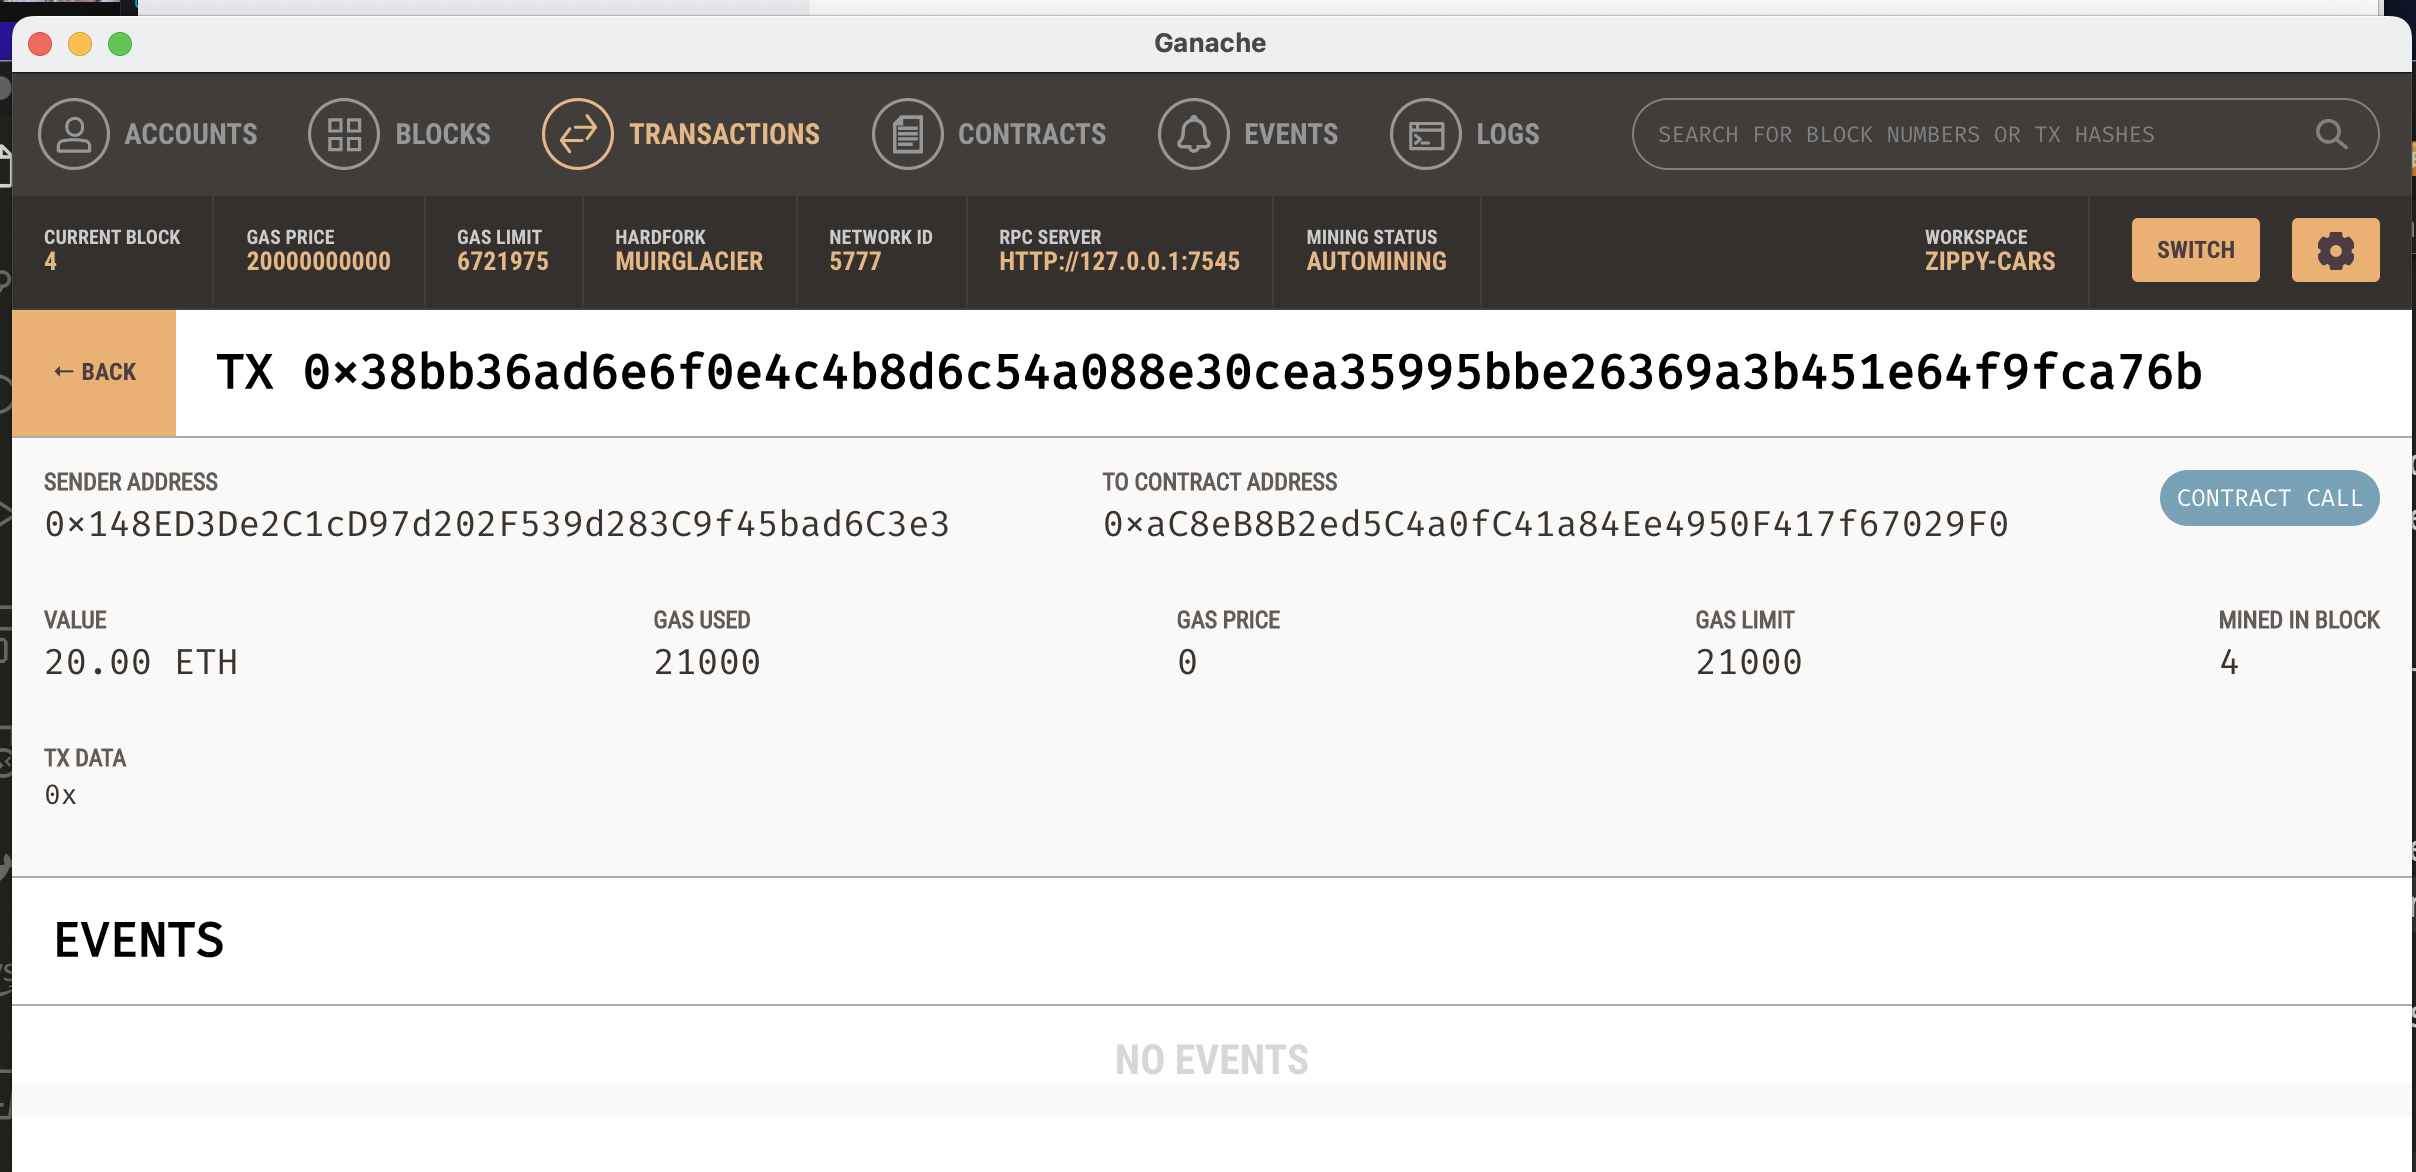 Ganache
ACCOUNTS BLOCKS TRANSACTIONS CONTRACTS EVENTS LOGS SEARCH FOR BLOCK NUMBERS OR TX HASHES
CURRENT BLOCK GAS PRICE GAS LIMIT HARDFORK NETWORK ID RPC SERVER MINING STATUS WORKSPACE
4 20000000000 6721975 MUIRGLACIER 5777 HTTP://127.0.0.1:7545 AUTOMINING ZIPPY-CARS SWITCH
← BACK TX 0×38bb36ad6e6f0e4c4b8d6c54a088e30cea35995bbe26369a3b451e64f9fca76b
SENDER ADDRESS TO CONTRACT ADDRESS
0×148ED3De2C1cD97d202F539d283C9f45bad6C3e3 0×aC8eB8B2ed5C4a0fC41a84Ee4950F417f67029F0 CONTRACT CALL
VALUE GAS USED GAS PRICE GAS LIMIT MINED IN BLOCK
20.00 ETH 21000 0 21000 4
TX DATA
0x
EVENTS
NO EVENTS